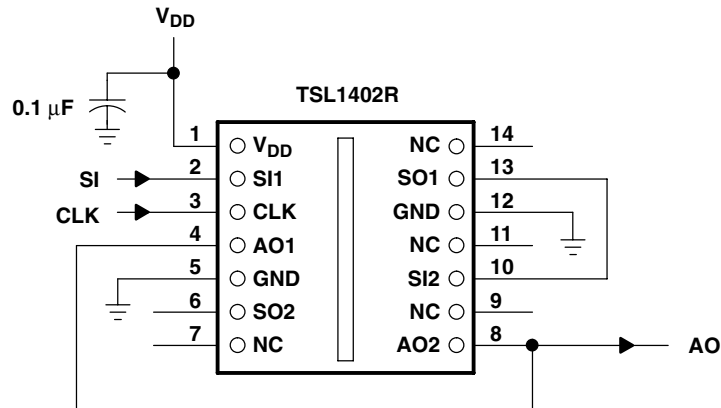 VDD
0.1 μF
TSL1402R
1 VDD
2 SI1
3 CLK
4 AO1
5 GND
6 SO2
7 NC
SI
CLK
NC 14
SO1 13
GND 12
NC 11
SI2 10
NC 9
AO2 8
AO